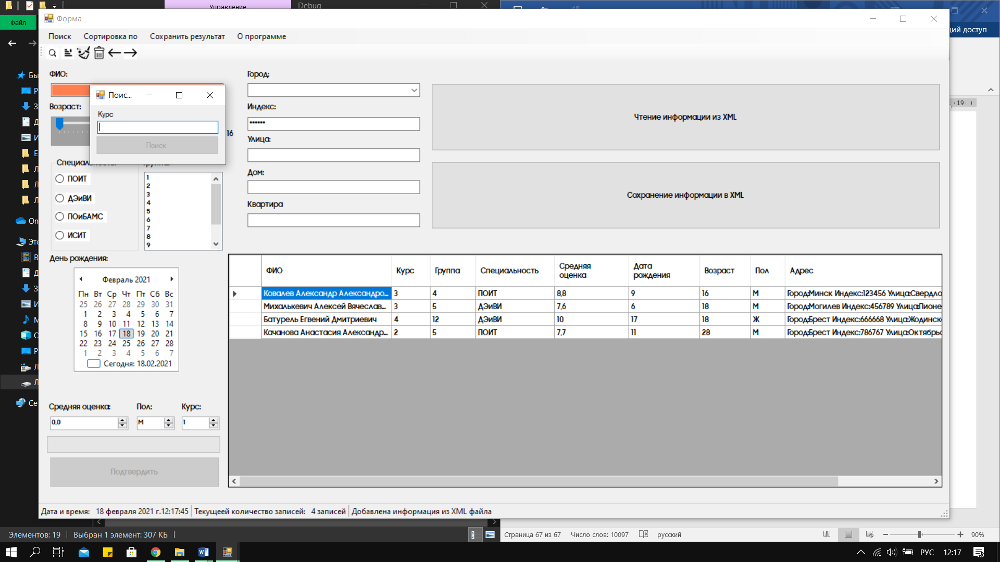 Управление
Debug
Файл
Форма
Поиск Сортировка по Сохранить результат О программе
ФИО:
Возраст:
16
Поис...
Курс
Поиск
ПОИТ
ДЭиВИ
ПОиБАМС
ИСИТ
1
2
3
4
5
6
7
8
9
Город:
Индекс:
••••••
Улица:
Дом:
Квартира
Чтение информации из XML
Сохранение информации в XML
День рождения:
Февраль 2021
Пн Вт Ср Чт Пт Сб Вс
25 26 27 28 29 30 31
1 2 3 4 5 6 7
8 9 10 11 12 13 14
15 16 17 18 19 20 21
22 23 24 25 26 27 28
1 2 3 4 5 6 7
Сегодня: 18.02.2021
Средняя оценка: Пол: Курс:
0,0 М 1
Подтвердить
ФИО Курс Группа Специальность Средняя оценка Дата рождения Возраст Пол Адрес
Ковалев Александр Александро... 3 4 ПОИТ 8,8 9 16 М Город:Минск Индекс:123456 Улица:Свердло
Михалькевич Алексей Вячеслав... 3 5 ДЭиВИ 7,6 6 18 М Город:Могилев Индекс:456789 Улица:Пионе
Батурель Егвений Дмитриевич 4 12 ДЭиВИ 10 17 18 Ж Город:Брест Индекс:666668 Улица:Жодинск
Качанова Анастасия Александр... 2 5 ПОИТ 7,7 11 28 М Город:Брест Индекс:786767 Улица:Октябрьс
Дата и время: 18 февраля 2021 г.12:17:45 Текущеей количество записей: 4 записей Добавлена информация из XML файла
доступ
19
Элементов: 19 Выбран 1 элемент: 307 КБ
Страница 67 из 67 Число слов: 10097 русский 90%
РУС 12:17